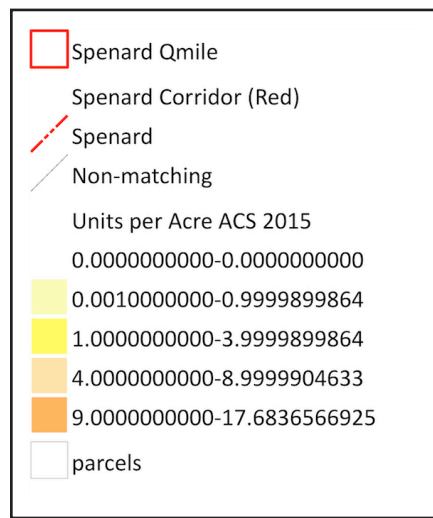 Spenard Qmile
Spenard Corridor (Red)
Spenard
Non-matching
Units per Acre ACS 2015
0.0000000000-0.0000000000
0.0010000000-0.9999899864
1.0000000000-3.9999899864
4.0000000000-8.9999904633
9.0000000000-17.6836566925
parcels